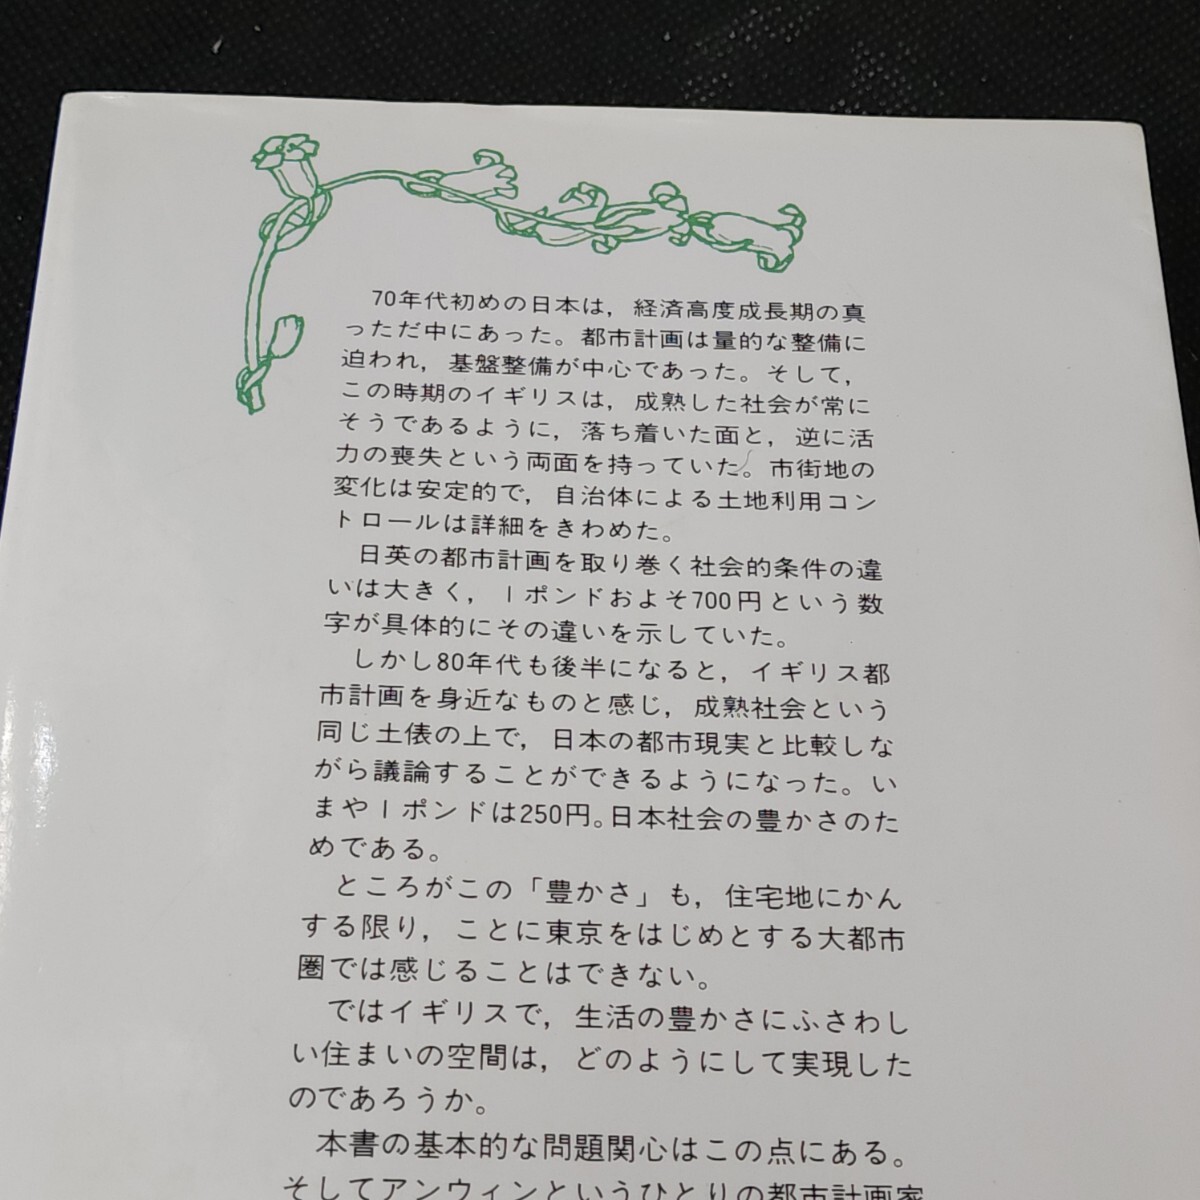 70年代初めの日本は，経済高度成長期の真
っただ中にあった。都市計画は量的な整備に
迫われ，基盤整備が中心であった。そして，
この時期のイギリスは，成熟した社会が常に
そうであるように，落ち着いた面と，逆に活
力の喪失という両面を持っていた。市街地の
変化は安定的で，自治体による土地利用コン
トロールは詳細をきわめた。
日英の都市計画を取り巻く社会的条件の違
いは大きく，1ポンドおよそ700円という数
字が具体的にその違いを示していた。
しかし80年代も後半になると，イギリス都
市計画を身近なものと感じ，成熟社会という
同じ土俵の上で，日本の都市現実と比較しな
がら議論することができるようになった。い
まや1ポンドは250円。日本社会の豊かさのた
めである。
ところがこの「豊かさ」も，住宅地にかん
する限り，ことに東京をはじめとする大都市
圏では感じることはできない。
ではイギリスで，生活の豊かさにふさわし
い住まいの空間は，どのようにして実現した
のであろうか。
本書の基本的な問題関心はこの点にある。
そしてアンウィンというひとりの都市計画家